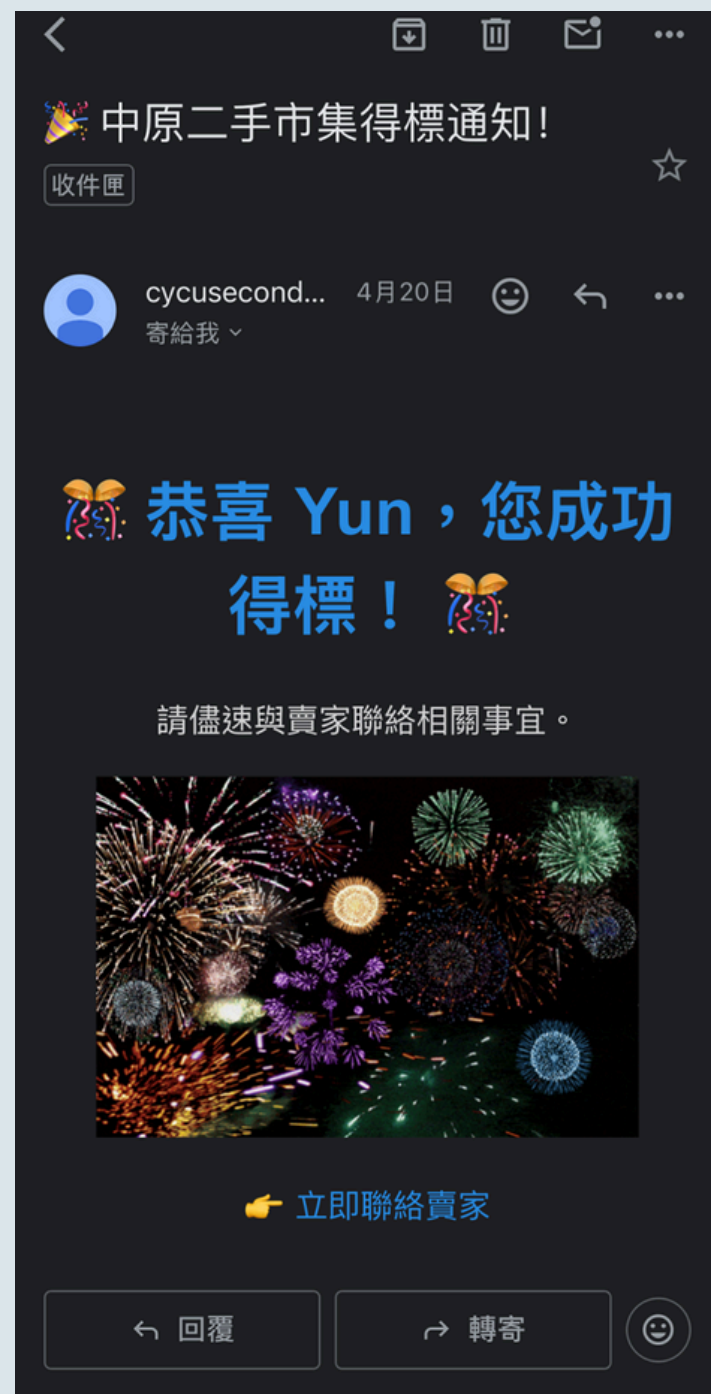 🎉 中原二手市集得標通知!
收件匣
cycusecond... 4月20日
寄給我
🎊 恭喜 Yun,您成功
得標! 🎊
請儘速與賣家聯絡相關事宜。
👉 立即聯絡賣家
回覆 轉寄